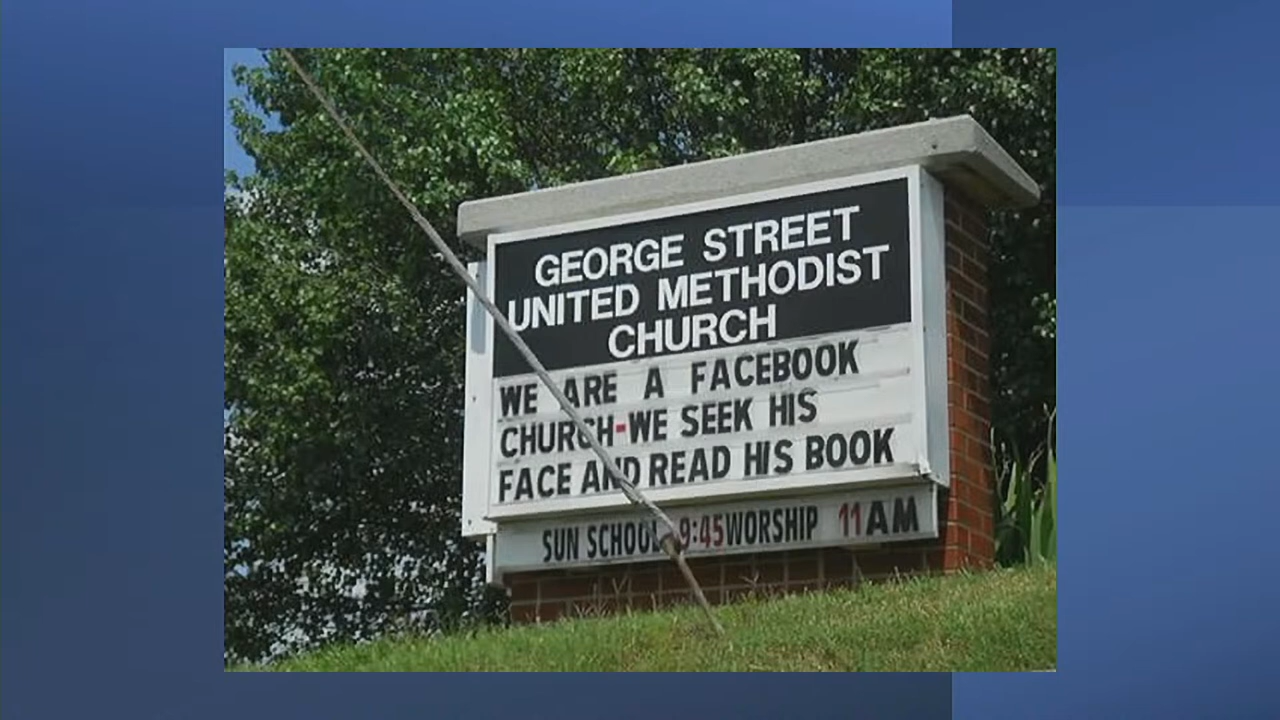 GEORGE STREET
UNITED METHODIST
CHURCH
WE ARE A FACEBOOK
CHURCH-WE SEEK HIS
FACE AND READ HIS BOOK
SUN SCHOOL 9:45 WORSHIP 11AM